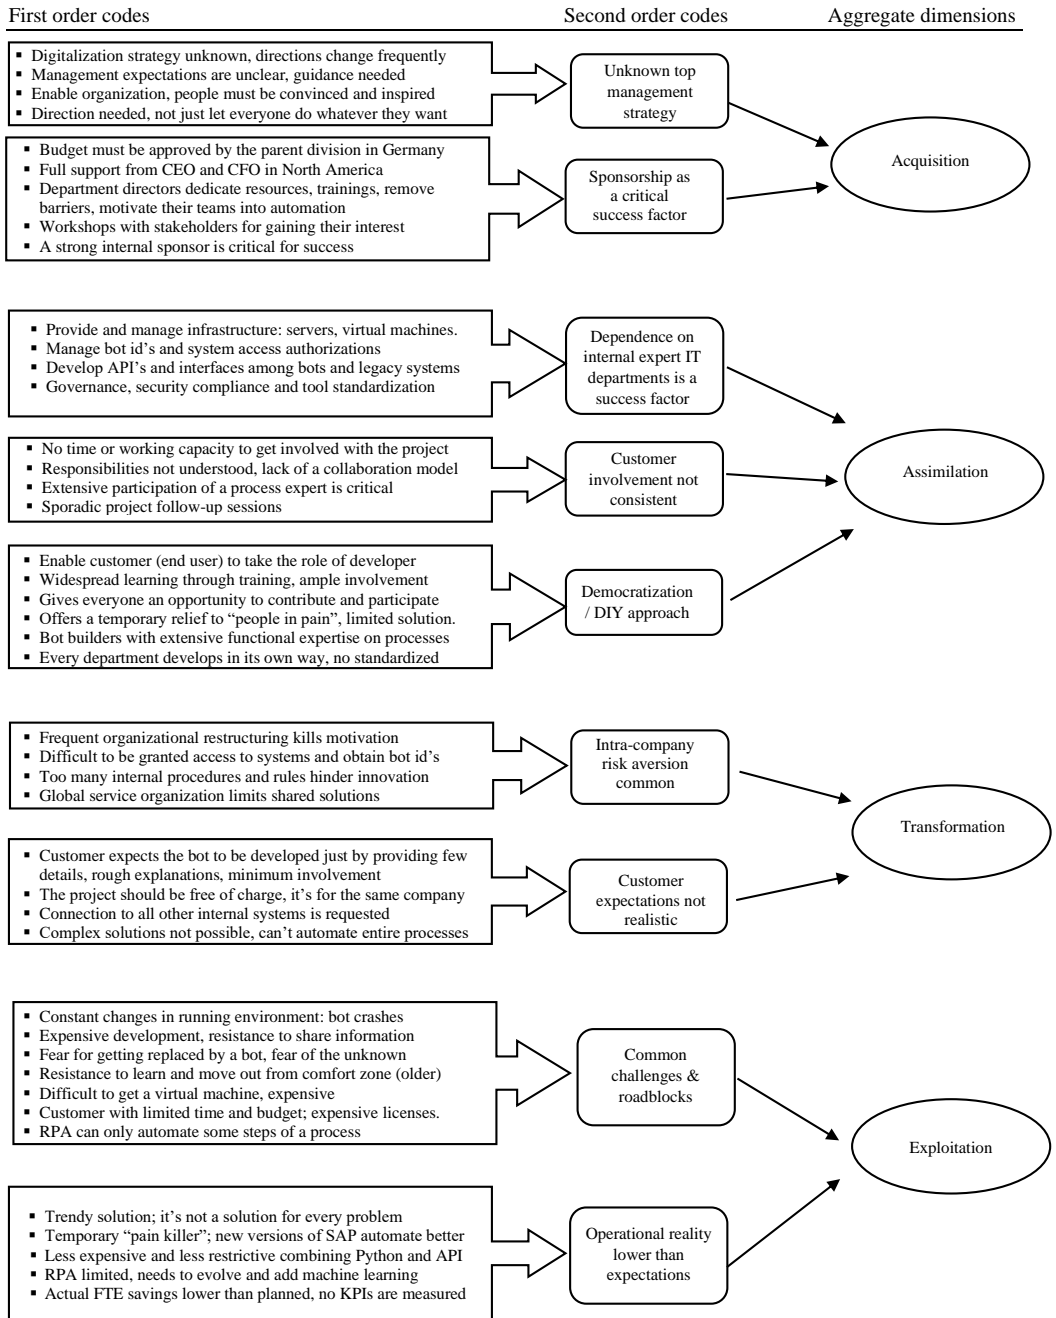 First order codes
Second order codes
Aggregate dimensions
▪ Digitalization strategy unknown, directions change frequently
▪ Management expectations are unclear, guidance needed
▪ Enable organization, people must be convinced and inspired
▪ Direction needed, not just let everyone do whatever they want
Unknown top
management
strategy
▪ Budget must be approved by the parent division in Germany
▪ Full support from CEO and CFO in North America
▪ Department directors dedicate resources, trainings, remove
barriers, motivate their teams into automation
▪ Workshops with stakeholders for gaining their interest
▪ A strong internal sponsor is critical for success
Sponsorship as
a critical
success factor
Acquisition
▪ Provide and manage infrastructure: servers, virtual machines.
▪ Manage bot id's and system access authorizations
▪ Develop API's and interfaces among bots and legacy systems
▪ Governance, security compliance and tool standardization
Dependence on
internal expert IT
departments is a
success factor
▪ No time or working capacity to get involved with the project
▪ Responsibilities not understood, lack of a collaboration model
▪ Extensive participation of a process expert is critical
▪ Sporadic project follow-up sessions
Customer
involvement not
consistent
Assimilation
▪ Enable customer (end user) to take the role of developer
▪ Widespread learning through training, ample involvement
▪ Gives everyone an opportunity to contribute and participate
▪ Offers a temporary relief to “people in pain”, limited solution.
▪ Bot builders with extensive functional expertise on processes
▪ Every department develops in its own way, no standardized
Democratization
/ DIY approach
▪ Frequent organizational restructuring kills motivation
▪ Difficult to be granted access to systems and obtain bot id's
▪ Too many internal procedures and rules hinder innovation
▪ Global service organization limits shared solutions
Intra-company
risk aversion
common
▪ Customer expects the bot to be developed just by providing few
details, rough explanations, minimum involvement
▪ The project should be free of charge, it's for the same company
▪ Connection to all other internal systems is requested
▪ Complex solutions not possible, can't automate entire processes
Customer
expectations not
realistic
Transformation
▪ Constant changes in running environment: bot crashes
▪ Expensive development, resistance to share information
▪ Fear for getting replaced by a bot, fear of the unknown
▪ Resistance to learn and move out from comfort zone (older)
▪ Difficult to get a virtual machine, expensive
▪ Customer with limited time and budget; expensive licenses.
▪ RPA can only automate some steps of a process
Common
challenges &
roadblocks
Exploitation
▪ Trendy solution; it's not a solution for every problem
▪ Temporary “pain killer”; new versions of SAP automate better
▪ Less expensive and less restrictive combining Python and API
▪ RPA limited, needs to evolve and add machine learning
▪ Actual FTE savings lower than planned, no KPIs are measured
Operational reality
lower than
expectations